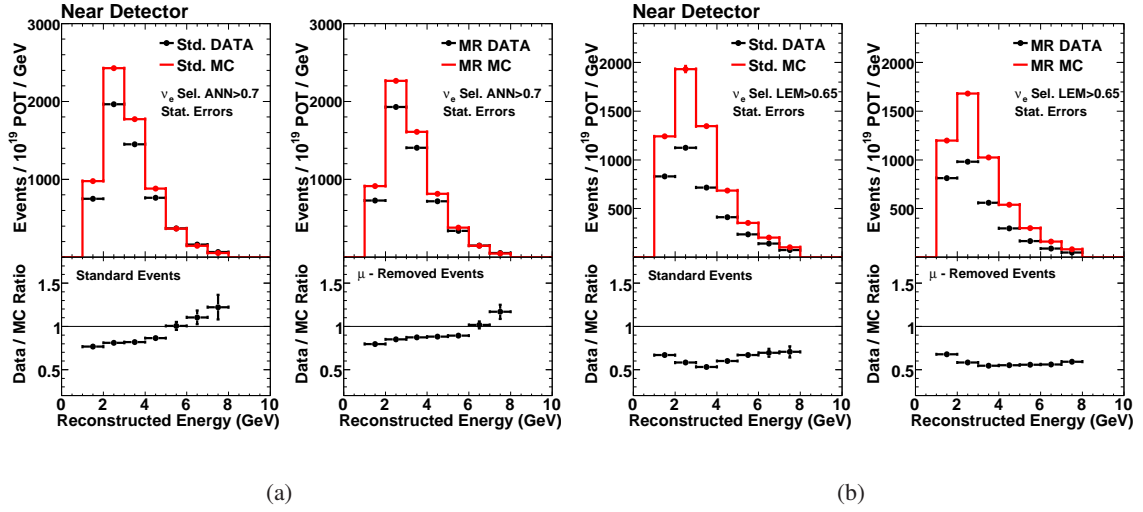 Near Detector
3000
2000
1000
Events / 10^19 POT / GeV
Std. DATA
Std. MC
ν_e Sel. ANN>0.7
Stat. Errors
1.5
1
0.5
Data / MC Ratio
Standard Events
0 2 4 6 8 10
Reconstructed Energy (GeV)
3000
2000
1000
Events / 10^19 POT / GeV
MR DATA
MR MC
ν_e Sel. ANN>0.7
Stat. Errors
1.5
1
0.5
Data / MC Ratio
μ - Removed Events
0 2 4 6 8 10
Reconstructed Energy (GeV)
(a)
Near Detector
2000
1500
1000
500
Events / 10^19 POT / GeV
Std. DATA
Std. MC
ν_e Sel. LEM>0.65
Stat. Errors
1.5
1
0.5
Data / MC Ratio
Standard Events
0 2 4 6 8 10
Reconstructed Energy (GeV)
2000
1500
1000
500
Events / 10^19 POT / GeV
MR DATA
MR MC
ν_e Sel. LEM>0.65
Stat. Errors
1.5
1
0.5
Data / MC Ratio
μ - Removed Events
0 2 4 6 8 10
Reconstructed Energy (GeV)
(b)